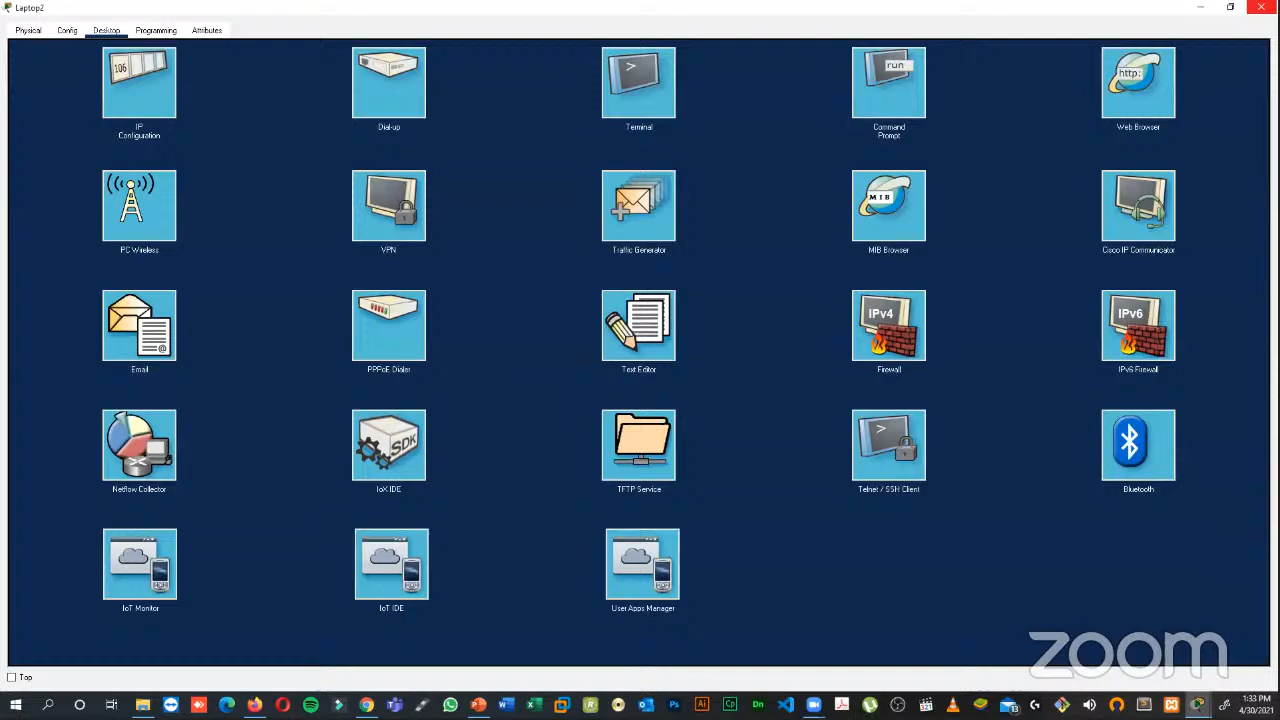 Laptop2
Physical Config Desktop Programming Attributes
106
run
http:
IP
Configuration
Dial-up
Terminal
Command
Prompt
Web Browser
MIB
PC Wireless
VPN
Traffic Generator
MIB Browser
Cisco IP Communicator
IPv4
IPv6
Email
PPPoE Dialer
Text Editor
Firewall
IPv6 Firewall
SDK
Netflow Collector
IoX IDE
TFTP Service
Telnet / SSH Client
Bluetooth
IoT Monitor
IoT IDE
User Apps Manager
zoom
Top
1:33 PM
4/30/2021